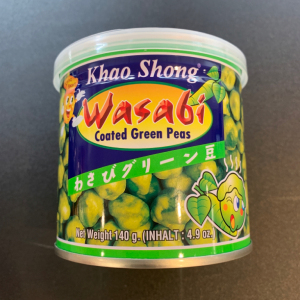 Khao Shong
Wasabi
Coated Green Peas
わさびグリーン豆
Net Weight 140 g. (INHALT : 4.9 oz.